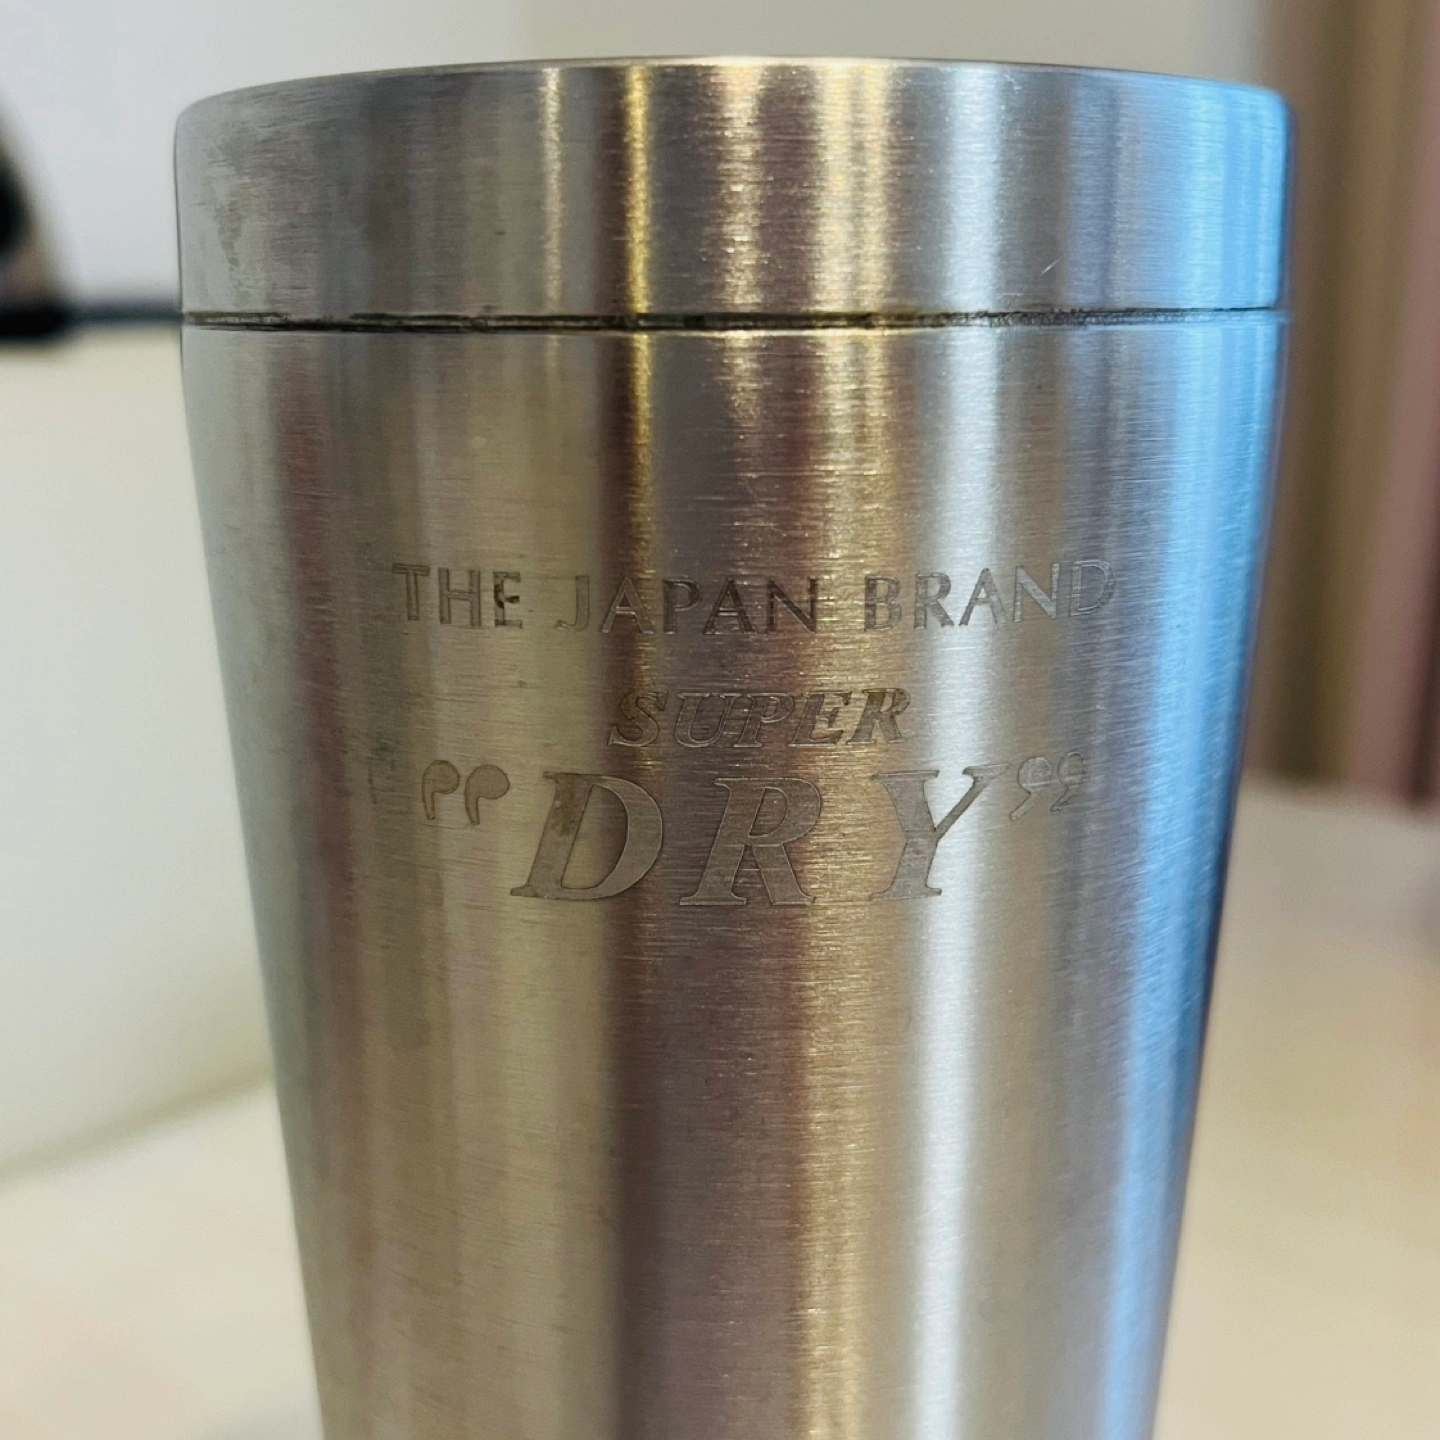 THE JAPAN BRAND
SUPER
“DRY”